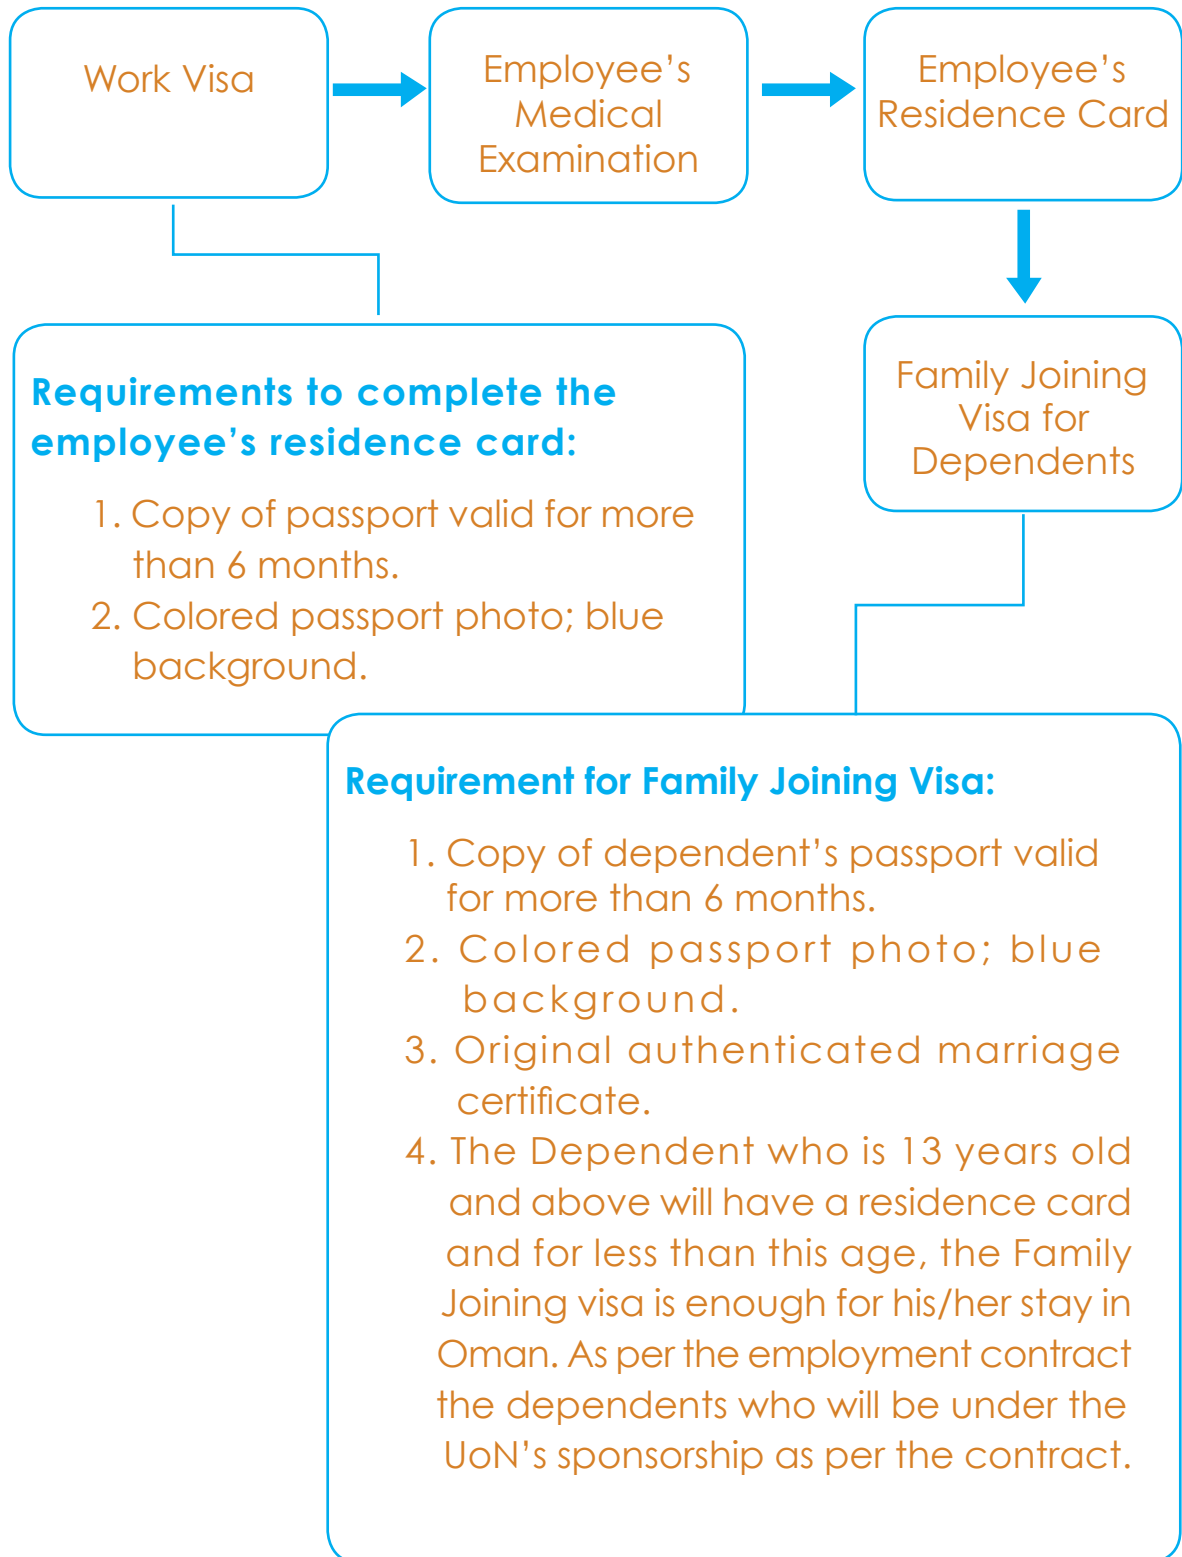 Work Visa
Employee’s
Medical
Examination
Employee’s
Residence Card
Family Joining
Visa for
Dependents
Requirements to complete the
employee’s residence card:
1. Copy of passport valid for more
than 6 months.
2. Colored passport photo; blue
background.
Requirement for Family Joining Visa:
1. Copy of dependent’s passport valid
for more than 6 months.
2. Colored passport photo; blue
background.
3. Original authenticated marriage
certificate.
4. The Dependent who is 13 years old
and above will have a residence card
and for less than this age, the Family
Joining visa is enough for his/her stay in
Oman. As per the employment contract
the dependents who will be under the
UoN’s sponsorship as per the contract.